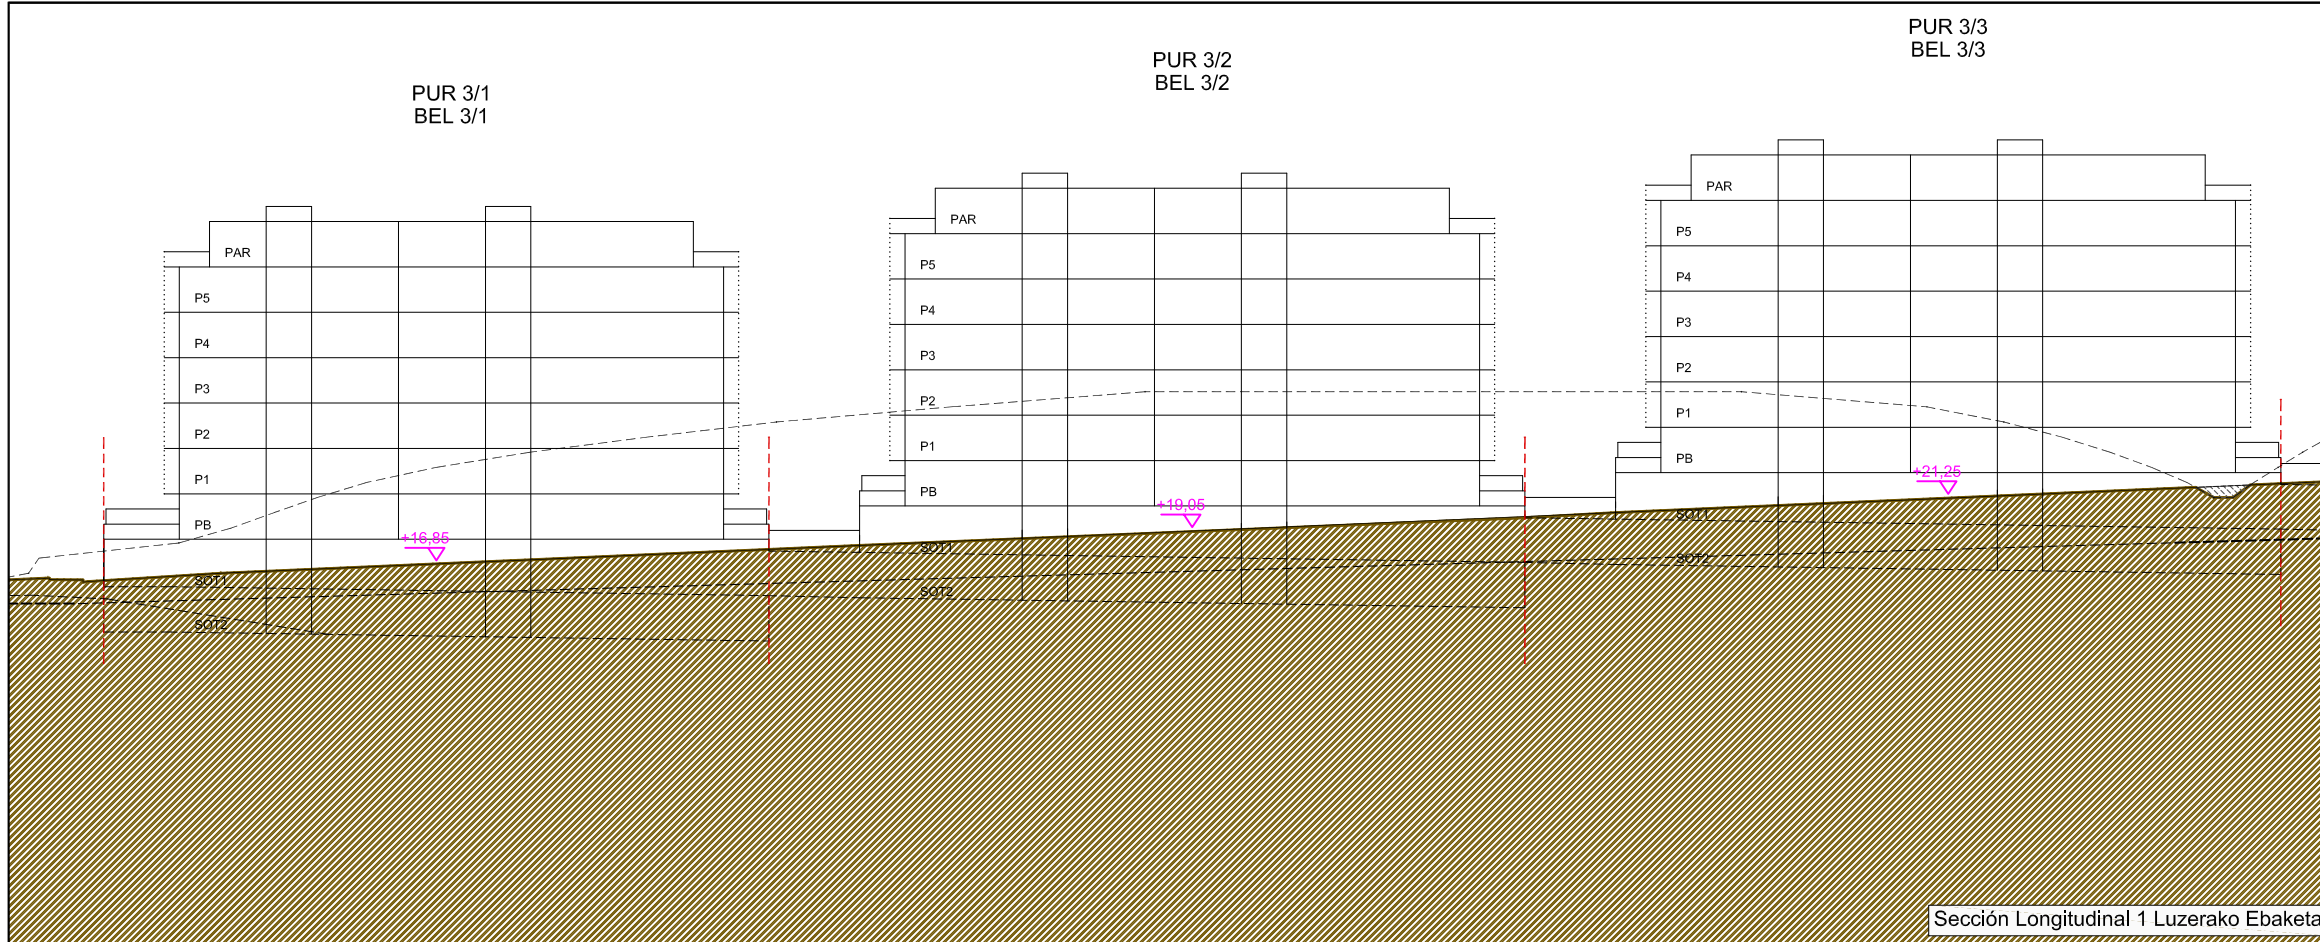 PUR 3/1
BEL 3/1
PAR
P5
P4
P3
P2
P1
PB
+16,85
SOT1
SOT2
PUR 3/2
BEL 3/2
PAR
P5
P4
P3
P2
P1
PB
+19,05
SOT1
SOT2
PUR 3/3
BEL 3/3
PAR
P5
P4
P3
P2
P1
PB
+21,25
SOT1
SOT2
Sección Longitudinal 1 Luzerako Ebaketa